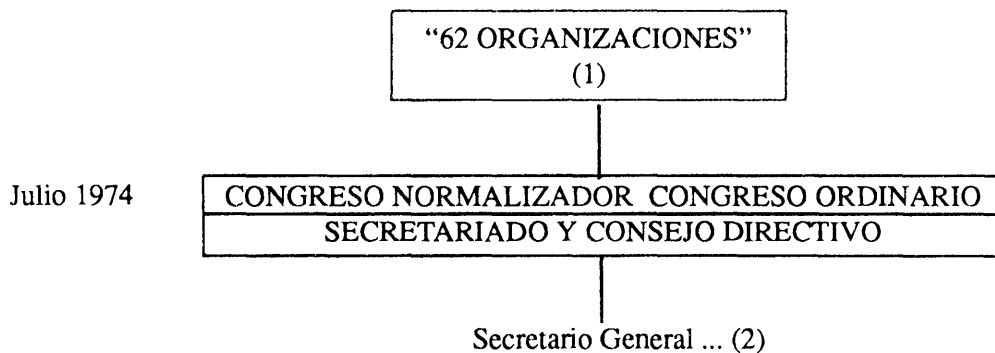 “62 ORGANIZACIONES”
(1)
Julio 1974
CONGRESO NORMALIZADOR CONGRESO ORDINARIO
SECRETARIADO Y CONSEJO DIRECTIVO
Secretario General ... (2)